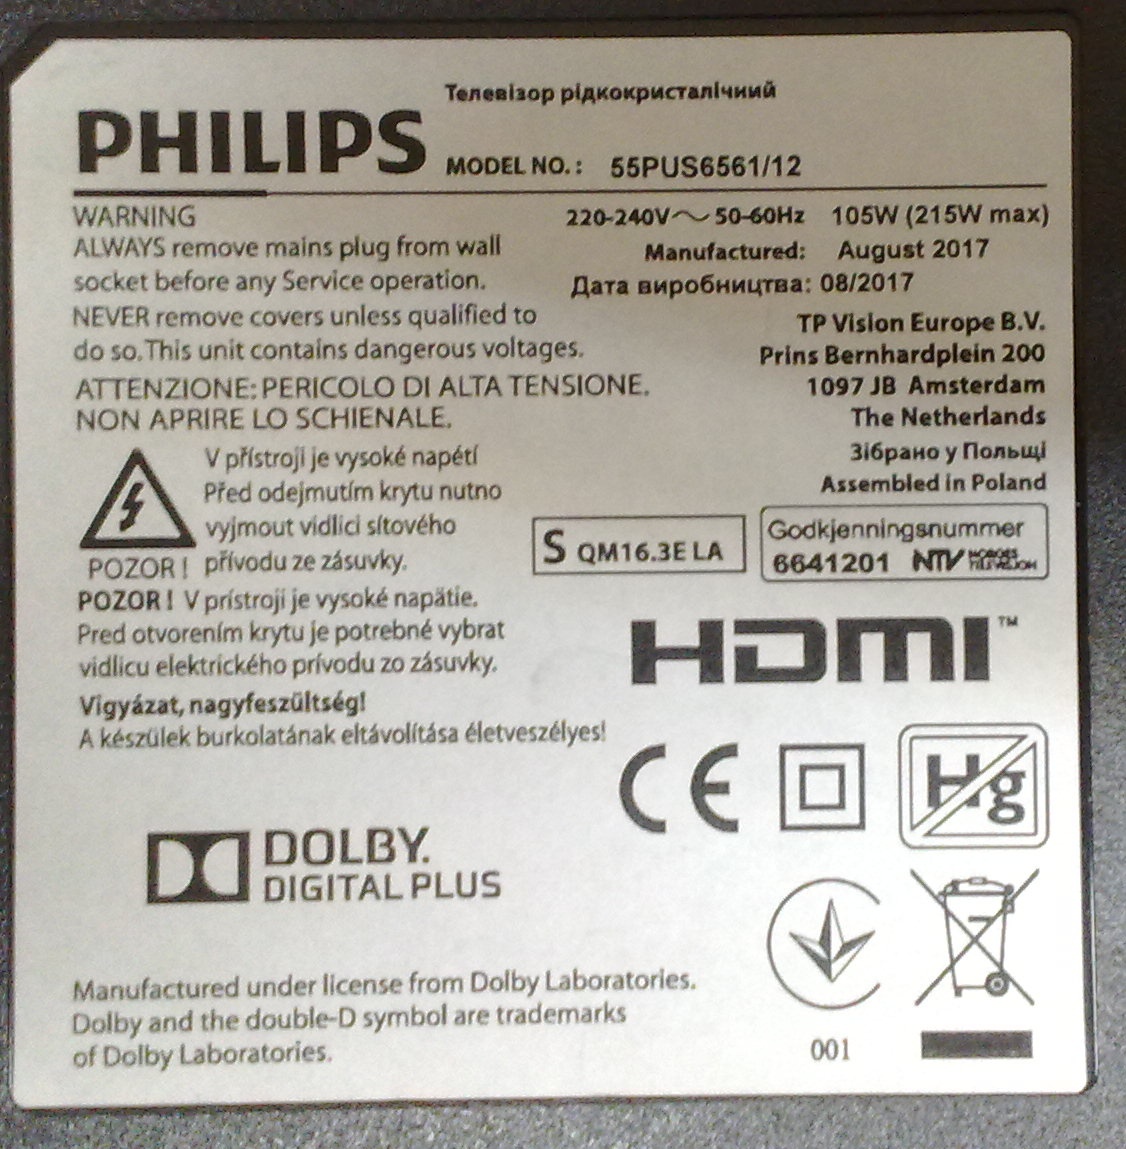 Телевізор рідкокристалічний
PHILIPS
MODEL NO.: 55PUS6561/12
WARNING
ALWAYS remove mains plug from wall
socket before any Service operation.
NEVER remove covers unless qualified to
do so. This unit contains dangerous voltages.
ATTENZIONE: PERICOLO DI ALTA TENSIONE.
NON APRIRE LO SCHIENALE.
V přístroji je vysoké napětí
Před odejmutím krytu nutno
vyjmout vidlici síťového
POZOR! přívodu ze zásuvky.
POZOR! V prístroji je vysoké napätie.
Pred otvorením krytu je potrebné vybrat
vidlicu elektrického prívodu zo zásuvky.
Vigyázat, nagyfeszültség!
A készülek burkolatának eltávolítása életveszélyes!
220-240V~ 50-60Hz 105W (215W max)
Manufactured: August 2017
Дата виробництва: 08/2017
TP Vision Europe B.V.
Prins Bernhardplein 200
1097 JB Amsterdam
The Netherlands
Зібрано у Польщі
Assembled in Poland
S QM16.3E LA
Godkjenningsnummer
6641201 NTV NORGES
TELEVISJON
HDMI™
CE
Hg
DOLBY.
DIGITAL PLUS
Manufactured under license from Dolby Laboratories.
Dolby and the double-D symbol are trademarks
of Dolby Laboratories.
001